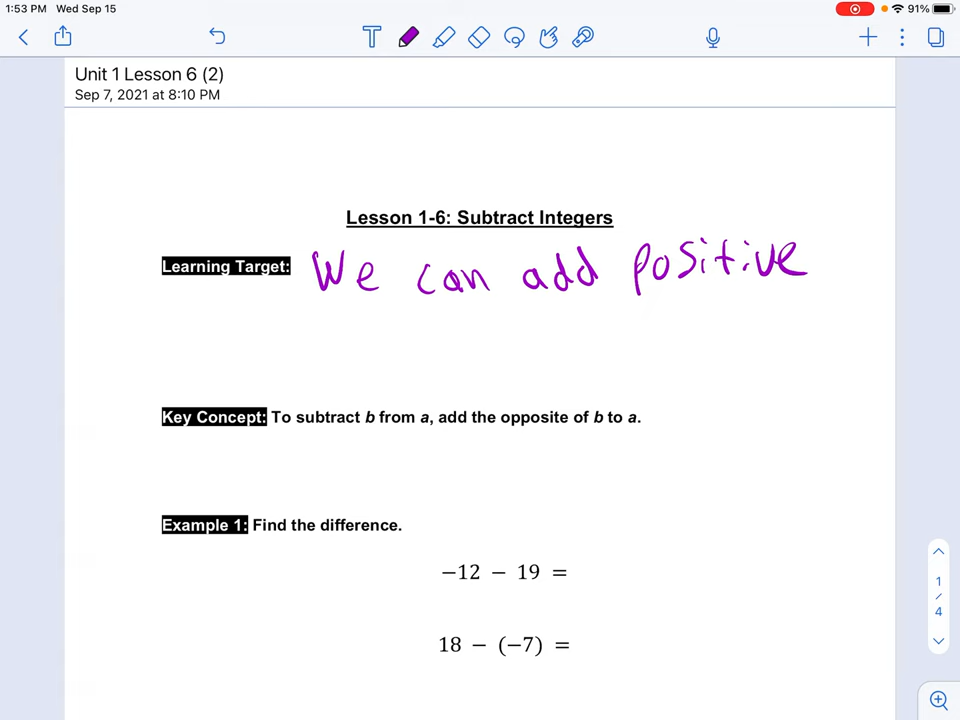 1:53 PM Wed Sep 15
91%
T
Unit 1 Lesson 6 (2)
Sep 7, 2021 at 8:10 PM
Lesson 1-6: Subtract Integers
Learning Target: We can add positive
Key Concept: To subtract b from a, add the opposite of b to a.
Example 1: Find the difference.
−12 − 19 =
18 − (−7) =
1
/
4